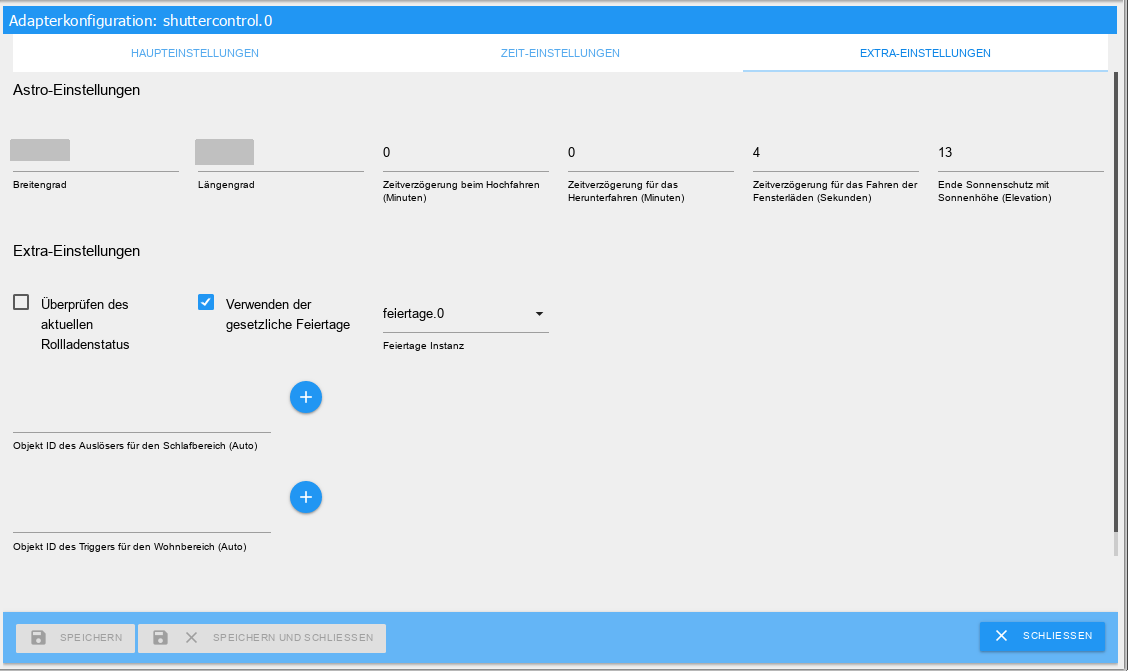 Adapterkonfiguration: shuttercontrol.0
HAUPTEINSTELLUNGEN
ZEIT-EINSTELLUNGEN
EXTRA-EINSTELLUNGEN
Astro-Einstellungen
0
0
4
13
Breitengrad
Längengrad
Zeitverzögerung beim Hochfahren
(Minuten)
Zeitverzögerung für das
Herunterfahren (Minuten)
Zeitverzögerung für das Fahren der
Fensterläden (Sekunden)
Ende Sonnenschutz mit
Sonnenhöhe (Elevation)
Extra-Einstellungen
Überprüfen des
aktuellen
Rollladenstatus
Verwenden der
gesetzliche Feiertage
feiertage.0
Feiertage Instanz
Objekt ID des Auslösers für den Schlafbereich (Auto)
Objekt ID des Triggers für den Wohnbereich (Auto)
SPEICHERN
SPEICHERN UND SCHLIESSEN
SCHLIESSEN